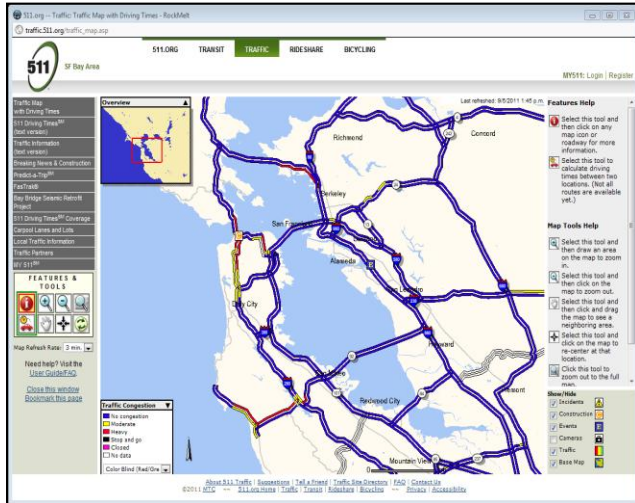 511.org -- Traffic: Traffic Map with Driving Times - RockMelt
traffic.511.org/traffic_map.asp
511.ORG TRANSIT TRAFFIC RIDESHARE BICYCLING
511
SF Bay Area
MY511: Login | Register
Traffic Map
with Driving Times
511 Driving Times SM
(text version)
Traffic Information
(text version)
Breaking News & Construction
Predict-a-Trip SM
FasTrak®
Bay Bridge Seismic Retrofit
Project
511 Driving Times SM Coverage
Carpool Lanes and Lots
Local Traffic Information
Traffic Partners
MY 511 SM
FEATURES &
TOOLS
Map Refresh Rate: 3 min.
Need help? Visit the
User Guide/FAQ
Close this window
Bookmark this page
Overview
Last refreshed: 9/5/2011 1:45 p.m.
Richmond
Concord
Berkeley
San Francisco
Alameda
Daly City
San Leandro
Hayward
San Mateo
Redwood City
Mountain View
Traffic Congestion
No congestion
Moderate
Heavy
Stop and go
Closed
No data
Color Blind (Red/Gre
Features Help
Select this tool and
then click on any
map icon or
roadway for more
information.
Select this tool to
calculate driving
times between two
locations. (Not all
routes are available
yet.)
Map Tools Help
Select this tool and
then draw an area
on the map to zoom
in.
Select this tool and
then click on the
map to zoom out.
Select this tool and
then click and drag
the map to see a
neighboring area.
Select this tool and
click on the map to
re-center at that
location.
Click this tool to
zoom out to the full
map.
Show/Hide
Incidents
Construction
Events
Cameras
Traffic
Base Map
About 511 Traffic | Suggestions | Tell a Friend | Traffic Site Directory | FAQ | Contact Us
©2011 MTC -- 511.org Home | Traffic | Transit | Rideshare | Bicycling -- Privacy | Accessibility